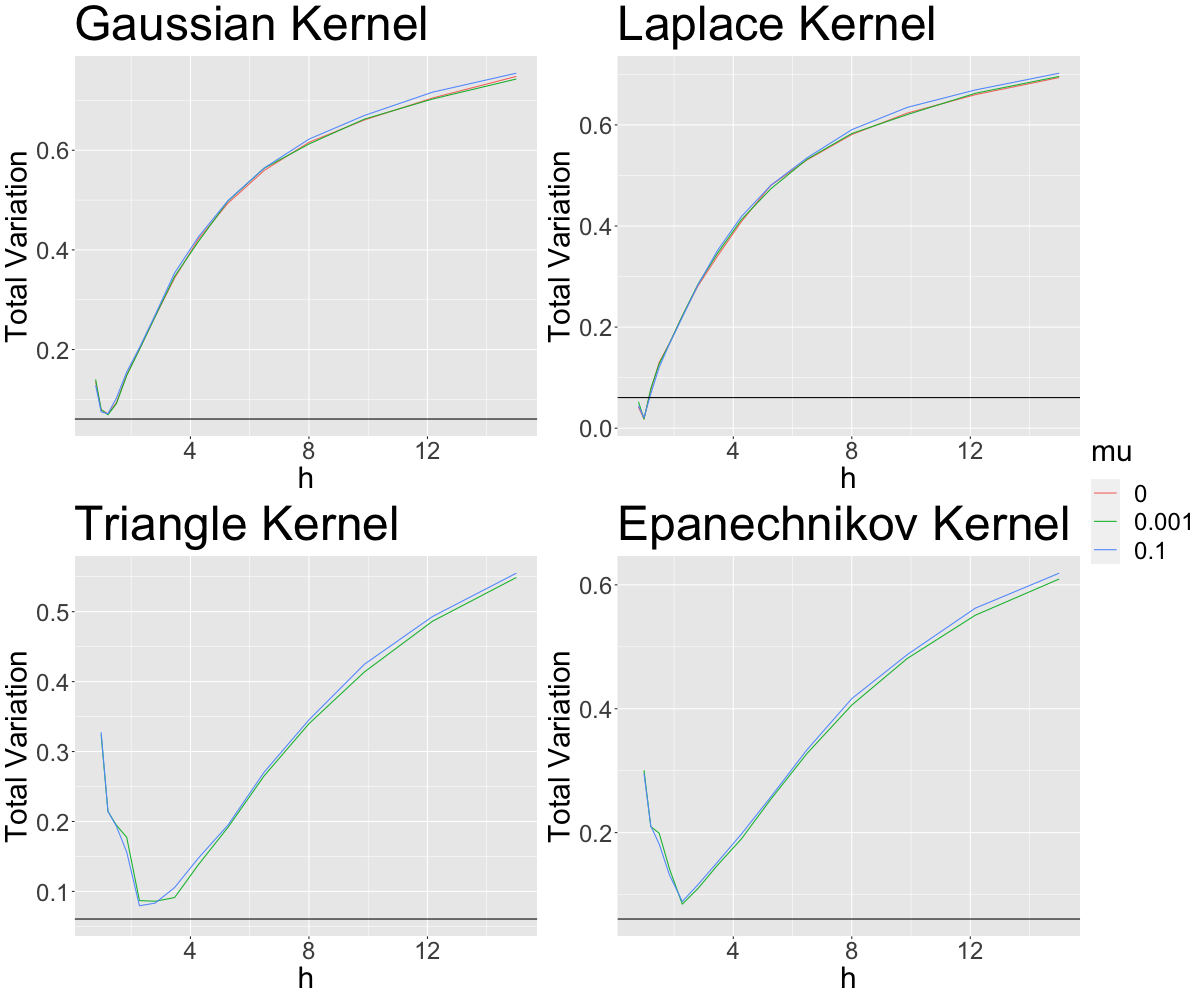 Gaussian Kernel
Total Variation
0.6
0.4
0.2
4 8 12
h
Laplace Kernel
Total Variation
0.6
0.4
0.2
0.0
4 8 12
h
mu
0
0.001
0.1
Triangle Kernel
Total Variation
0.5
0.4
0.3
0.2
0.1
4 8 12
h
Epanechnikov Kernel
Total Variation
0.6
0.4
0.2
4 8 12
h